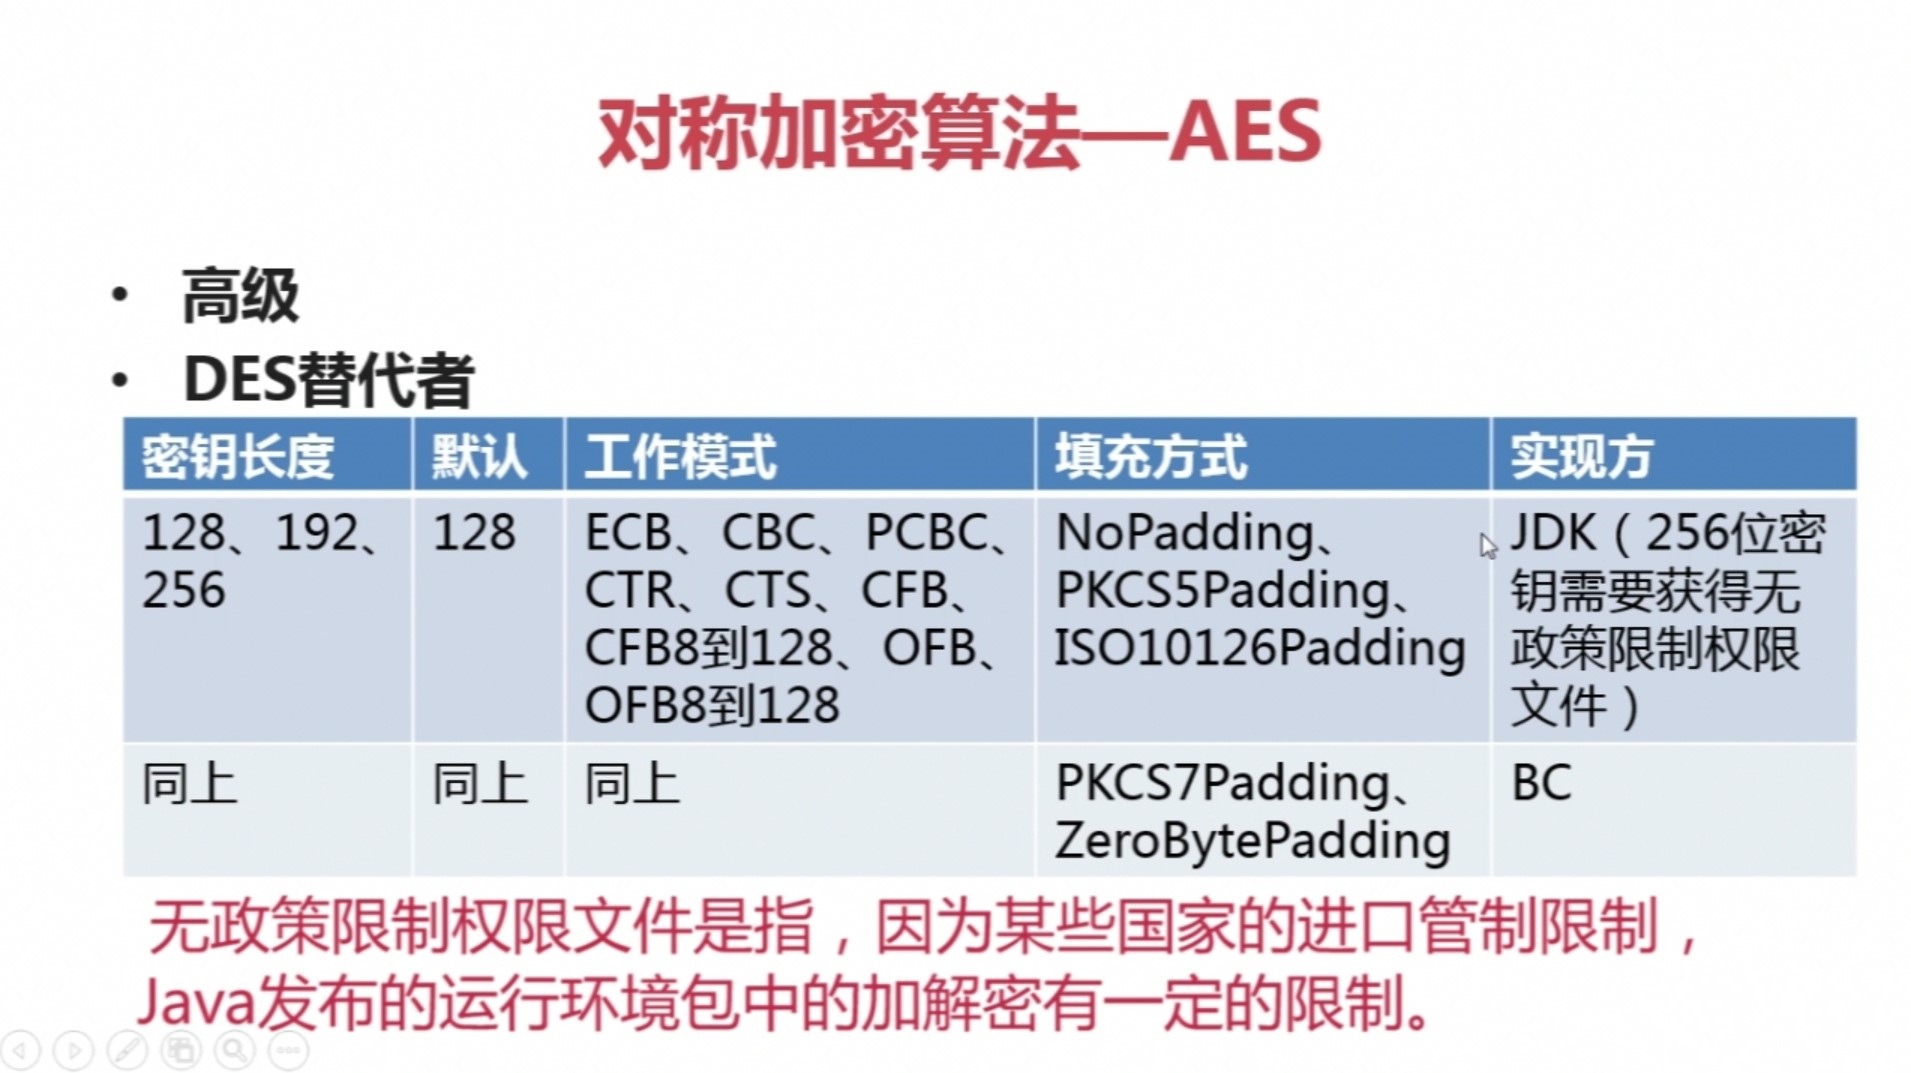 对称加密算法—AES
• 高级
• DES替代者
密钥长度 默认 工作模式 填充方式 实现方
128、192、
256
128
ECB、CBC、PCBC、
CTR、CTS、CFB、
CFB8到128、OFB、
OFB8到128
NoPadding、
PKCS5Padding、
ISO10126Padding
JDK（256位密
钥需要获得无
政策限制权限
文件）
同上
同上
同上
PKCS7Padding、
ZeroBytePadding
BC
无政策限制权限文件是指，因为某些国家的进口管制限制，
Java发布的运行环境包中的加解密有一定的限制。